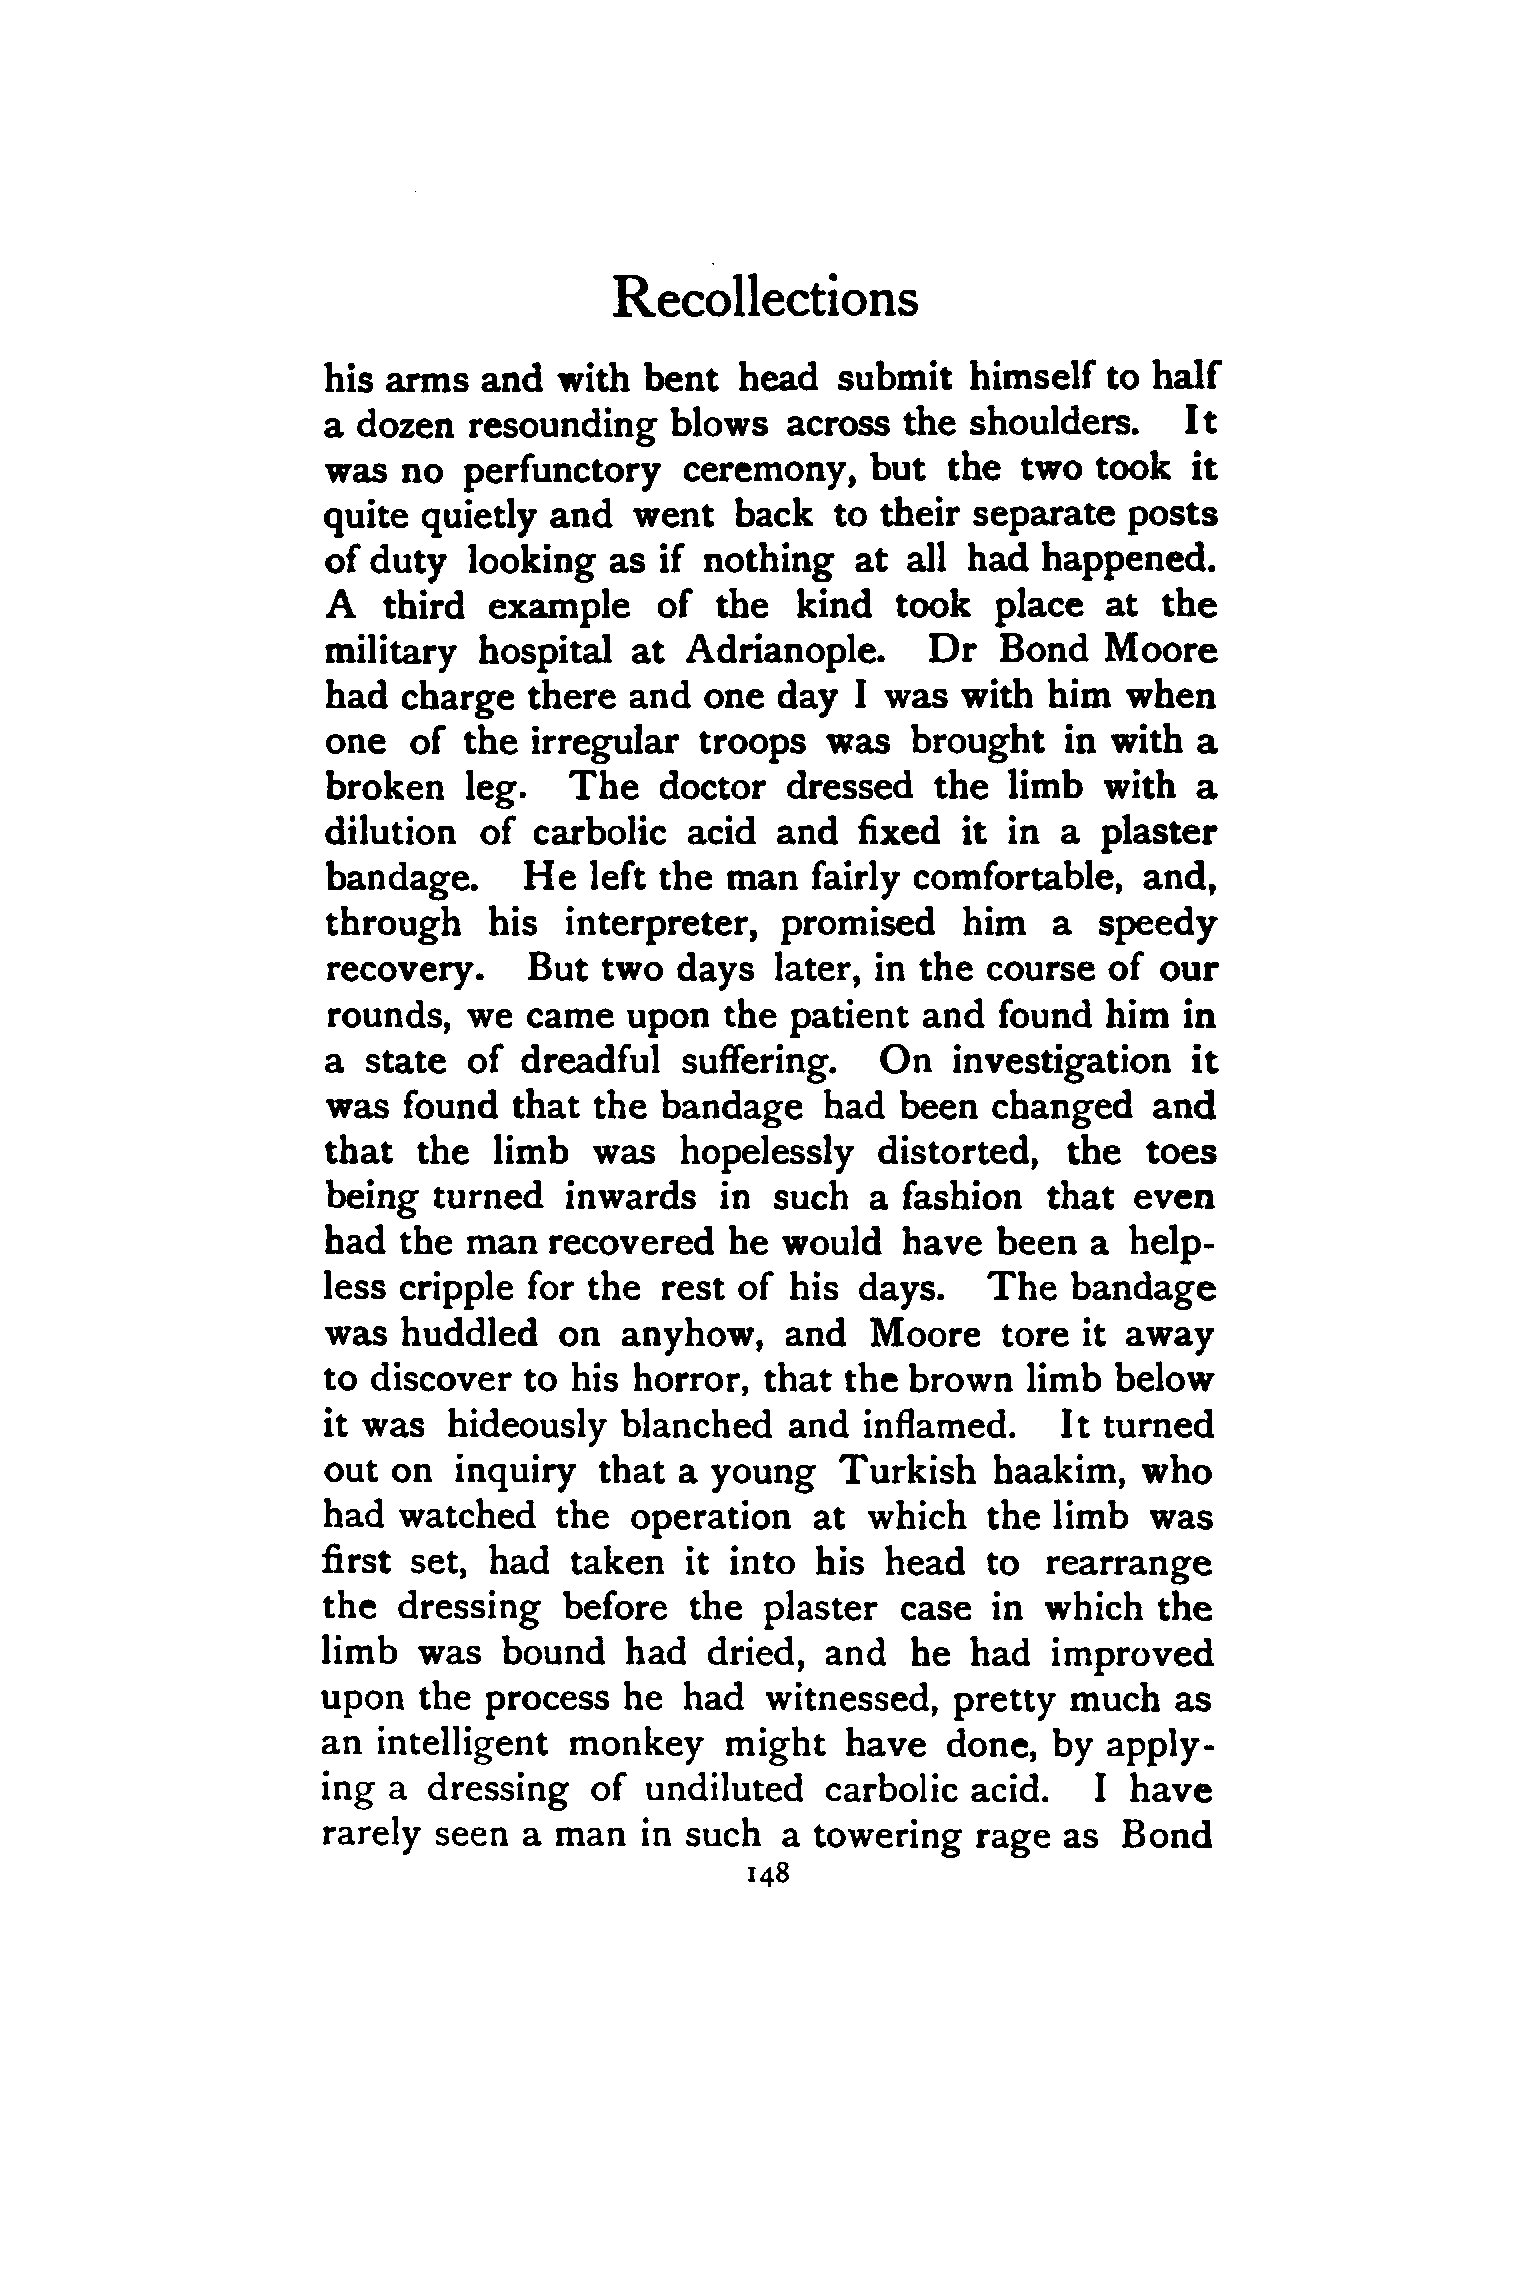 Recollections
his arms and with bent head submit himself to half
a dozen resounding blows across the shoulders. It
was no perfunctory ceremony, but the two took it
quite quietly and went back to their separate posts
of duty looking as if nothing at all had happened.
A third example of the kind took place at the
military hospital at Adrianople. Dr Bond Moore
had charge there and one day I was with him when
one of the irregular troops was brought in with a
broken leg. The doctor dressed the limb with a
dilution of carbolic acid and fixed it in a plaster
bandage. He left the man fairly comfortable, and,
through his interpreter, promised him a speedy
recovery. But two days later, in the course of our
rounds, we came upon the patient and found him in
a state of dreadful suffering. On investigation it
was found that the bandage had been changed and
that the limb was hopelessly distorted, the toes
being turned inwards in such a fashion that even
had the man recovered he would have been a help-
less cripple for the rest of his days. The bandage
was huddled on anyhow, and Moore tore it away
to discover to his horror, that the brown limb below
it was hideously blanched and inflamed. It turned
out on inquiry that a young Turkish haakim, who
had watched the operation at which the limb was
first set, had taken it into his head to rearrange
the dressing before the plaster case in which the
limb was bound had dried, and he had improved
upon the process he had witnessed, pretty much as
an intelligent monkey might have done, by apply-
ing a dressing of undiluted carbolic acid. I have
rarely seen a man in such a towering rage as Bond
148